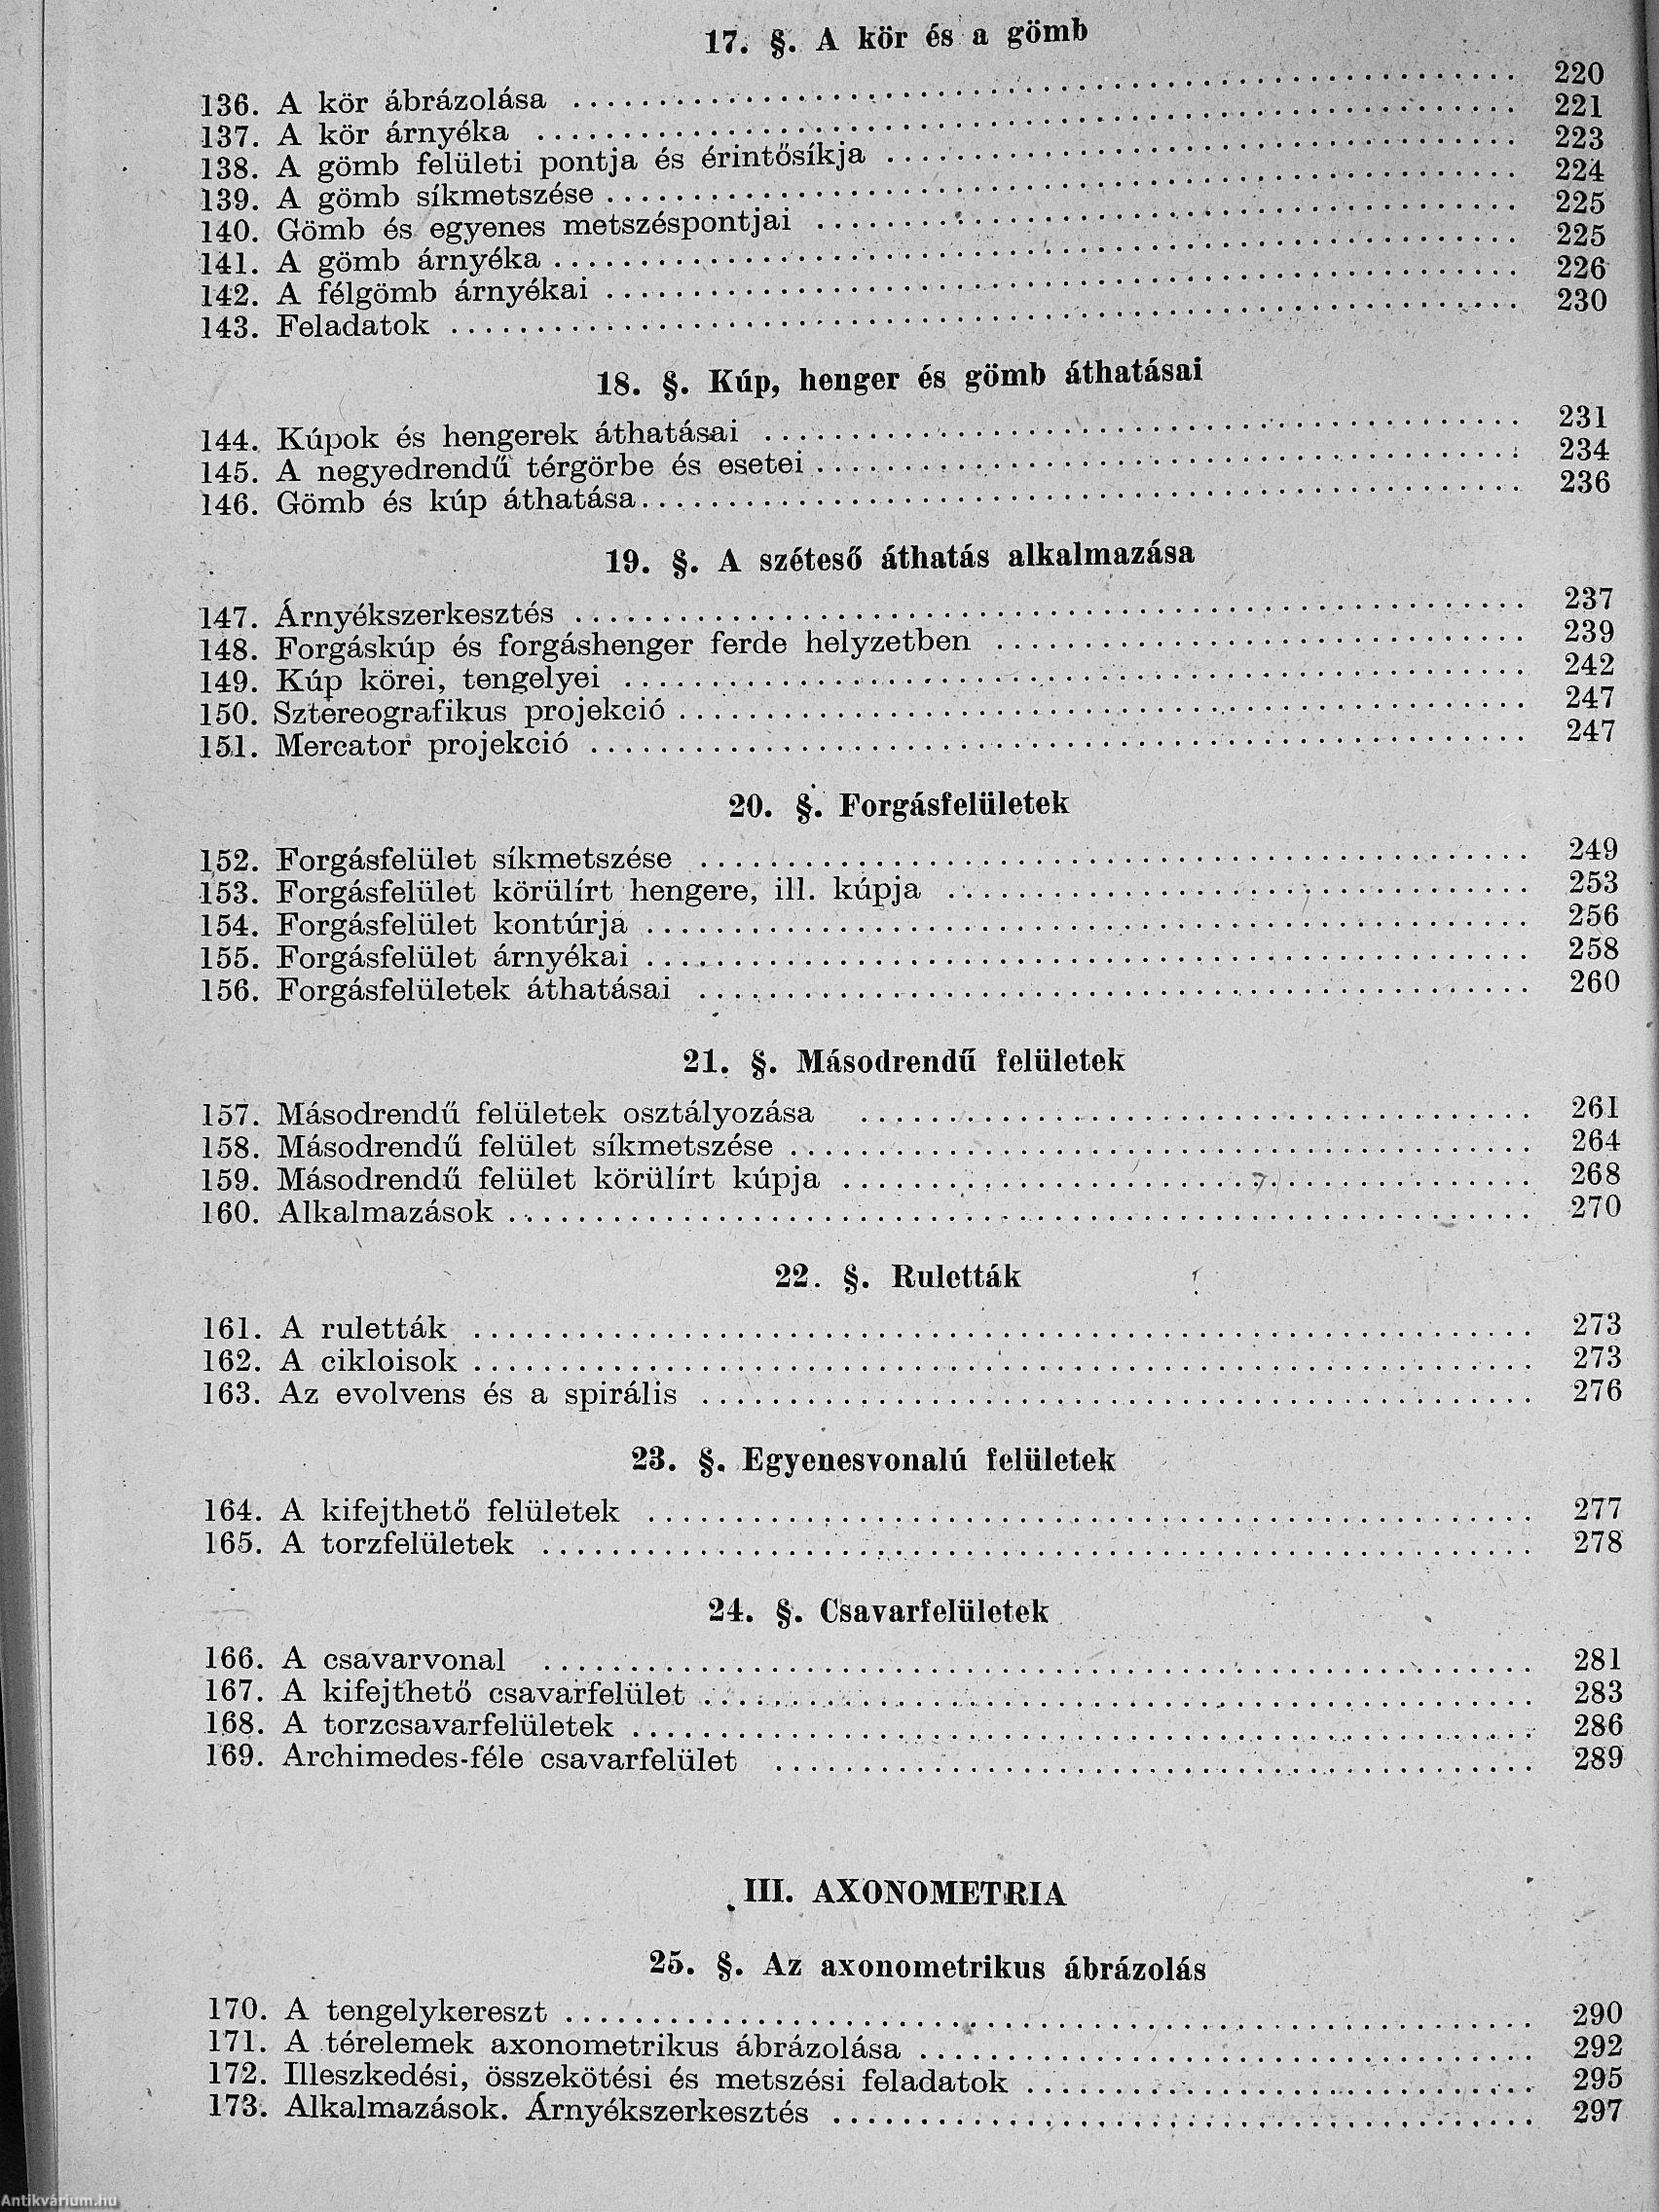 17. §. A kör és a gömb
136. A kör ábrázolása 220
137. A kör árnyéka 221
138. A gömb felületi pontja és érintősíkja 223
139. A gömb síkmetszése 224
140. Gömb és egyenes metszéspontjai 225
141. A gömb árnyéka 225
142. A félgömb árnyékai 226
143. Feladatok 230
18. §. Kúp, henger és gömb áthatásai
144. Kúpok és hengerek áthatásai 231
145. A negyedrendű térgörbe és esetei 234
146. Gömb és kúp áthatása 236
19. §. A széteső áthatás alkalmazása
147. Árnyékszerkesztés 237
148. Forgáskúp és forgáshenger ferde helyzetben 239
149. Kúp körei, tengelyei 242
150. Sztereografikus projekció 247
151. Mercator projekció 247
20. §. Forgásfelületek
152. Forgásfelület síkmetszése 249
153. Forgásfelület körülírt hengere, ill. kúpja 253
154. Forgásfelület kontúrja 256
155. Forgásfelület árnyékai 258
156. Forgásfelületek áthatásai 260
21. §. Másodrendű felületek
157. Másodrendű felületek osztályozása 261
158. Másodrendű felület síkmetszése 264
159. Másodrendű felület körülírt kúpja 268
160. Alkalmazások 270
22. §. Ruletták
161. A ruletták 273
162. A cikloisok 273
163. Az evolvens és a spirális 276
23. §. Egyenesvonalú felületek
164. A kifejthető felületek 277
165. A torzfelületek 278
24. §. Csavarfelületek
166. A csavarvonal 281
167. A kifejthető csavarfelület 283
168. A torzcsavarfelületek 286
169. Archimedes-féle csavarfelület 289
III. AXONOMETRIA
25. §. Az axonometrikus ábrázolás
170. A tengelykereszt 290
171. A térelemek axonometrikus ábrázolása 292
172. Illeszkedési, összekötési és metszési feladatok 295
173. Alkalmazások. Árnyékszerkesztés 297
Antikvárium.hu